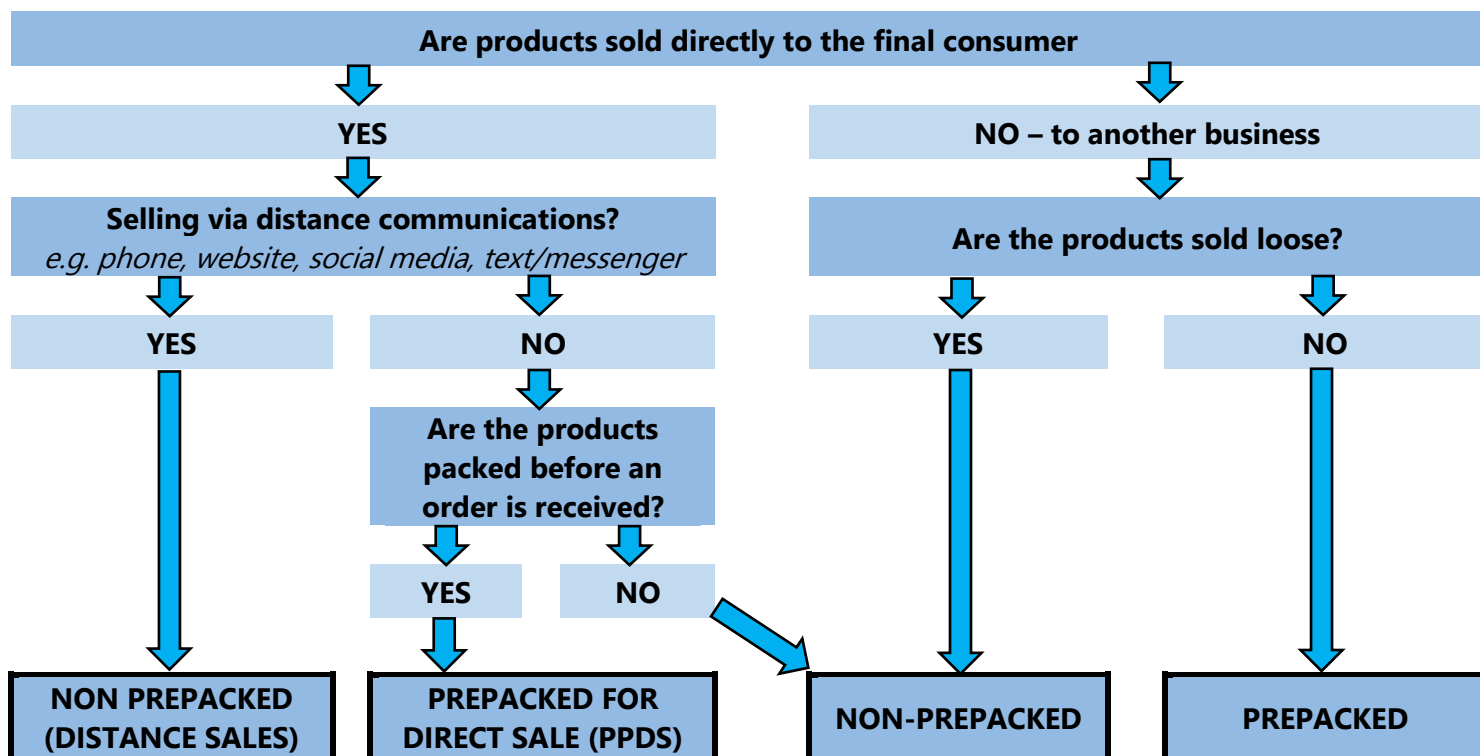 Are products sold directly to the final consumer
YES
NO – to another business
Selling via distance communications?
e.g. phone, website, social media, text/messenger
Are the products sold loose?
YES
NO
YES
NO
Are the products
packed before an
order is received?
YES
NO
NON PREPACKED
(DISTANCE SALES)
PREPACKED FOR
DIRECT SALE (PPDS)
NON-PREPACKED
PREPACKED